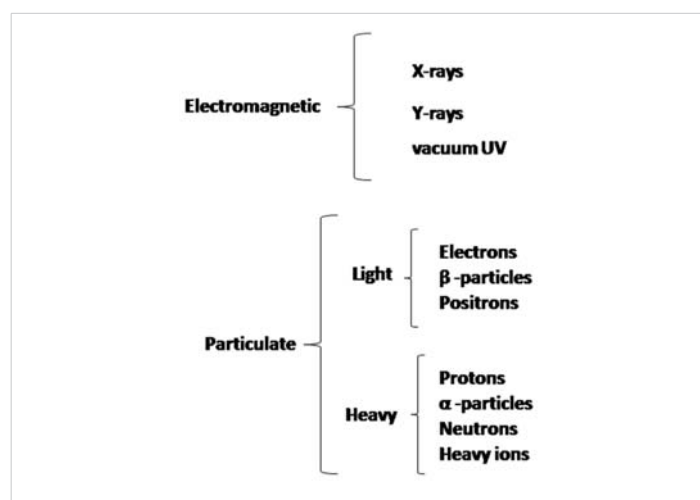 Electromagnetic
X-rays
Y-rays
vacuum UV
Particulate
Light
Electrons
β -particles
Positrons
Heavy
Protons
α -particles
Neutrons
Heavy ions